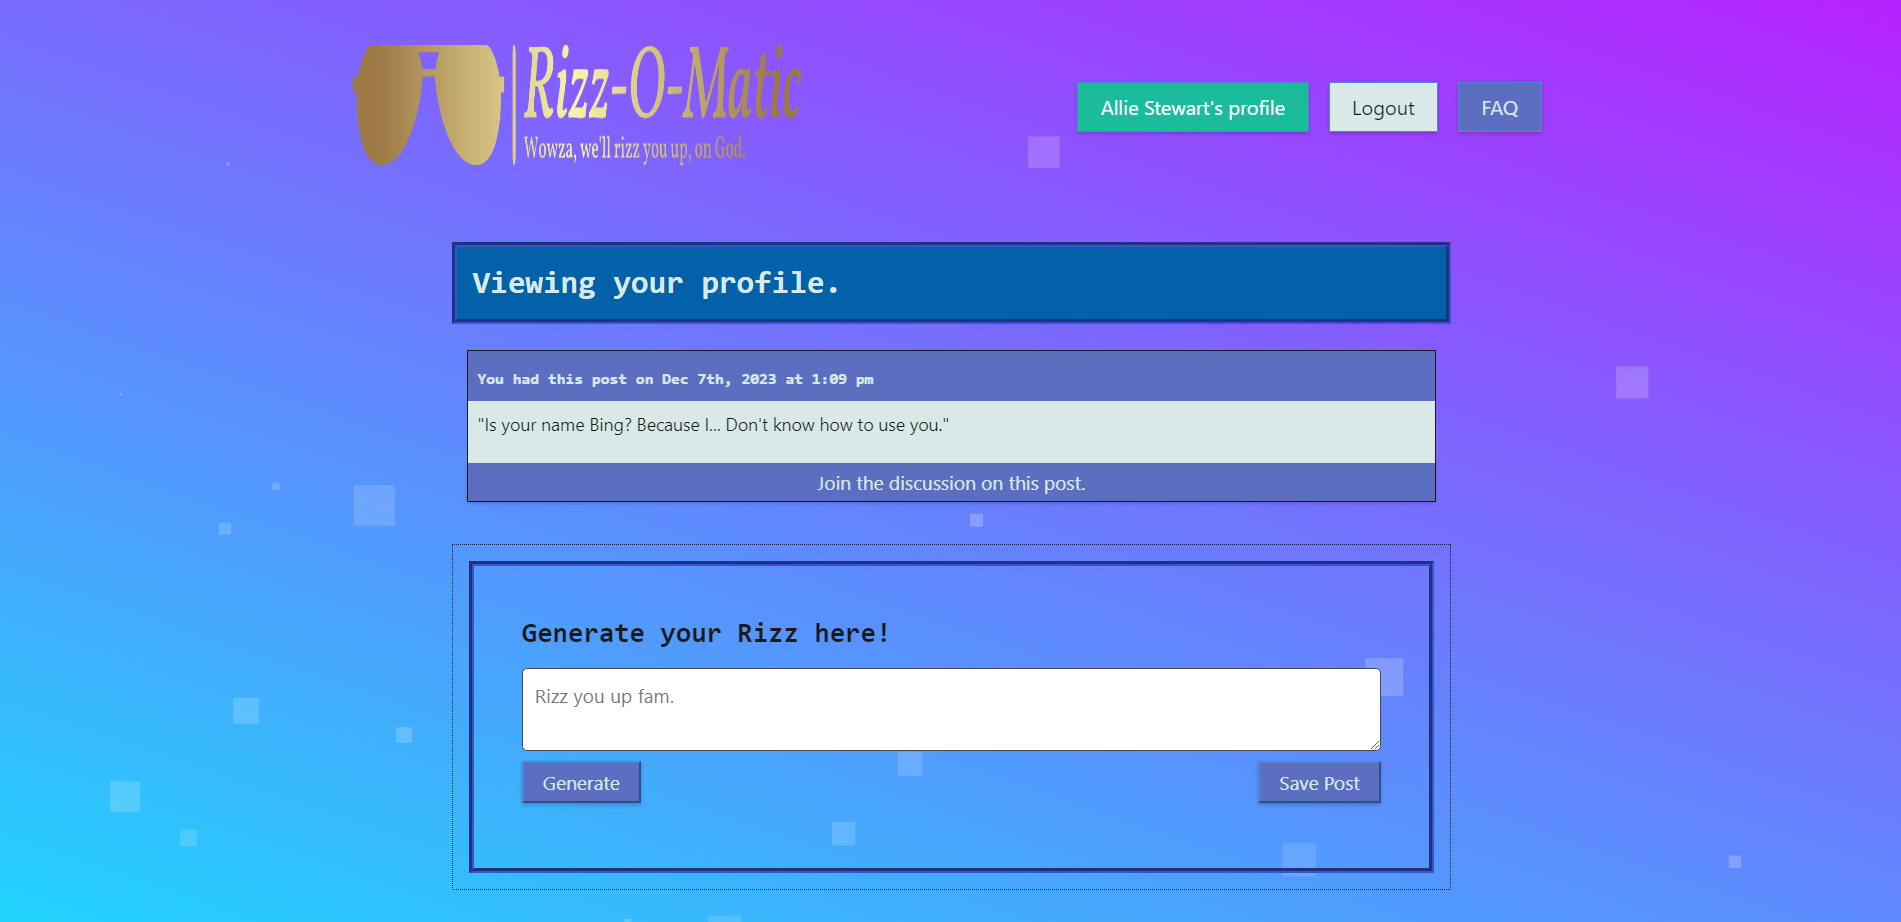 Rizz-O-Matic
Wowza, we'll rizz you up, on God.
Allie Stewart's profile
Logout
FAQ
Viewing your profile.
You had this post on Dec 7th, 2023 at 1:09 pm
"Is your name Bing? Because I... Don't know how to use you."
Join the discussion on this post.
Generate your Rizz here!
Rizz you up fam.
Generate
Save Post